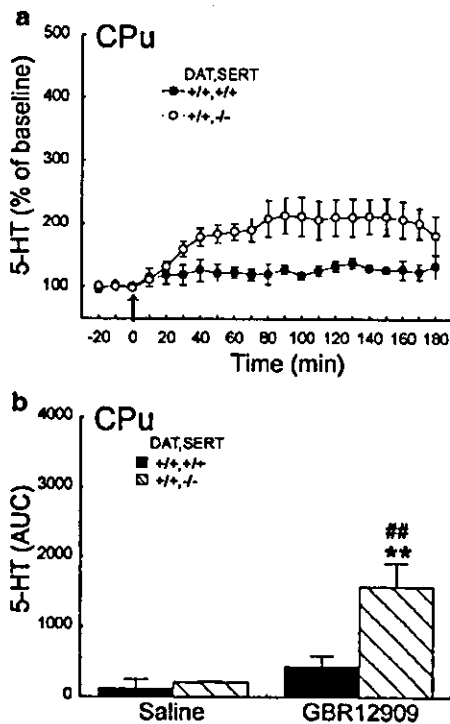 a
CPu
500
DAT,SERT
+/+,+/+
+/+,-/-
400
300
200
100
5-HT (% of baseline)
-20 0 20 40 60 80 100 120 140 160 180
Time (min)
b
CPu
4000
DAT,SERT
+/+,+/+
+/+,-/-
3000
2000
1000
0
5-HT (AUC)
##
**
Saline GBR12909